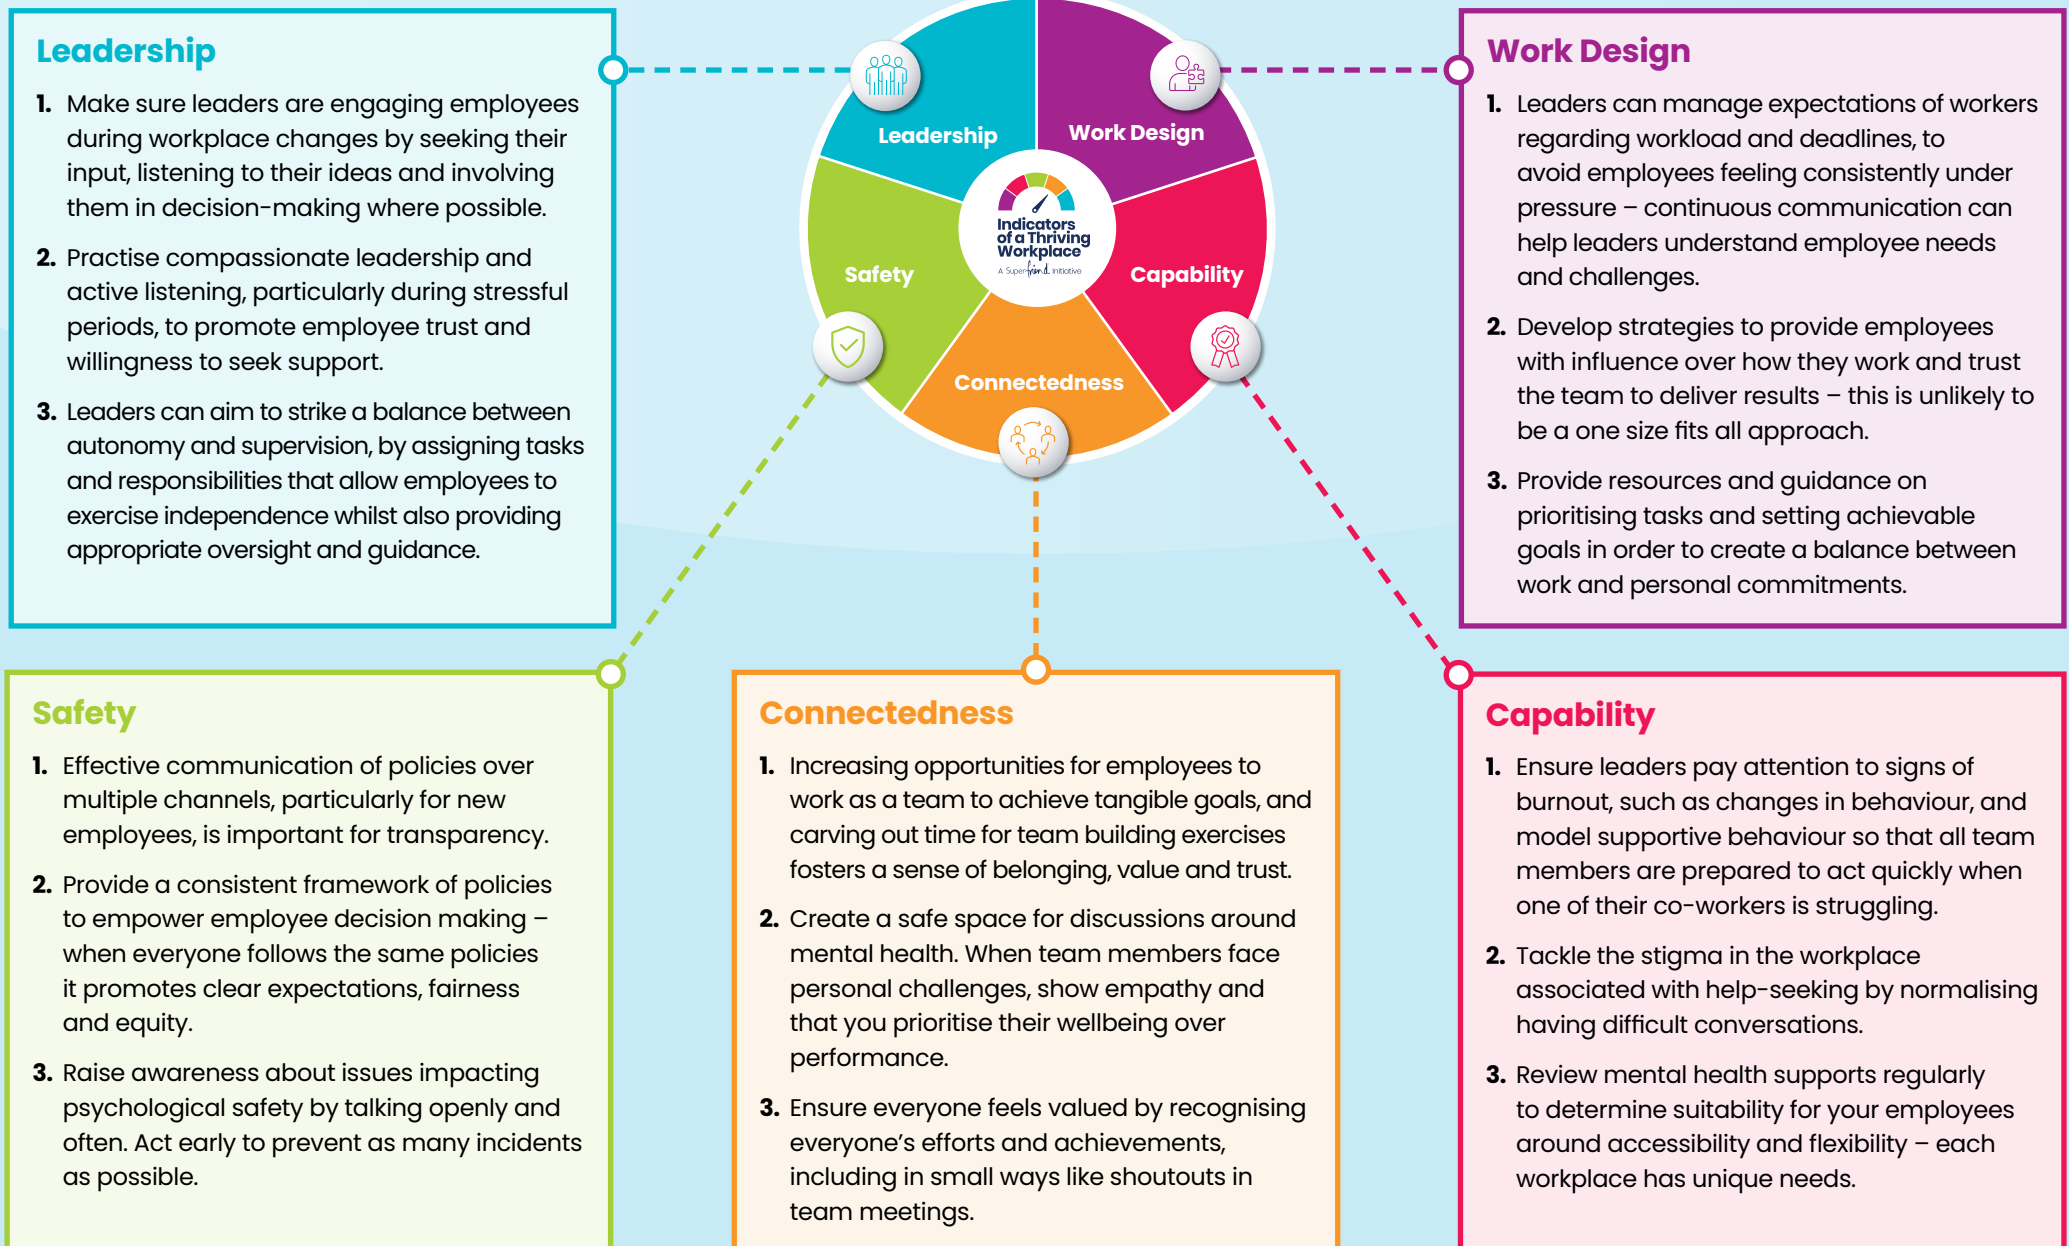 Leadership
1. Make sure leaders are engaging employees
during workplace changes by seeking their
input, listening to their ideas and involving
them in decision-making where possible.
2. Practise compassionate leadership and
active listening, particularly during stressful
periods, to promote employee trust and
willingness to seek support.
3. Leaders can aim to strike a balance between
autonomy and supervision, by assigning tasks
and responsibilities that allow employees to
exercise independence whilst also providing
appropriate oversight and guidance.
Leadership
Work Design
Safety
Capability
Connectedness
Indicators
of a Thriving
Workplace
A Superfriend Initiative
Work Design
1. Leaders can manage expectations of workers
regarding workload and deadlines, to
avoid employees feeling consistently under
pressure – continuous communication can
help leaders understand employee needs
and challenges.
2. Develop strategies to provide employees
with influence over how they work and trust
the team to deliver results – this is unlikely to
be a one size fits all approach.
3. Provide resources and guidance on
prioritising tasks and setting achievable
goals in order to create a balance between
work and personal commitments.
Safety
1. Effective communication of policies over
multiple channels, particularly for new
employees, is important for transparency.
2. Provide a consistent framework of policies
to empower employee decision making –
when everyone follows the same policies
it promotes clear expectations, fairness
and equity.
3. Raise awareness about issues impacting
psychological safety by talking openly and
often. Act early to prevent as many incidents
as possible.
Connectedness
1. Increasing opportunities for employees to
work as a team to achieve tangible goals, and
carving out time for team building exercises
fosters a sense of belonging, value and trust.
2. Create a safe space for discussions around
mental health. When team members face
personal challenges, show empathy and
that you prioritise their wellbeing over
performance.
3. Ensure everyone feels valued by recognising
everyone's efforts and achievements,
including in small ways like shoutouts in
team meetings.
Capability
1. Ensure leaders pay attention to signs of
burnout, such as changes in behaviour, and
model supportive behaviour so that all team
members are prepared to act quickly when
one of their co-workers is struggling.
2. Tackle the stigma in the workplace
associated with help-seeking by normalising
having difficult conversations.
3. Review mental health supports regularly
to determine suitability for your employees
around accessibility and flexibility – each
workplace has unique needs.